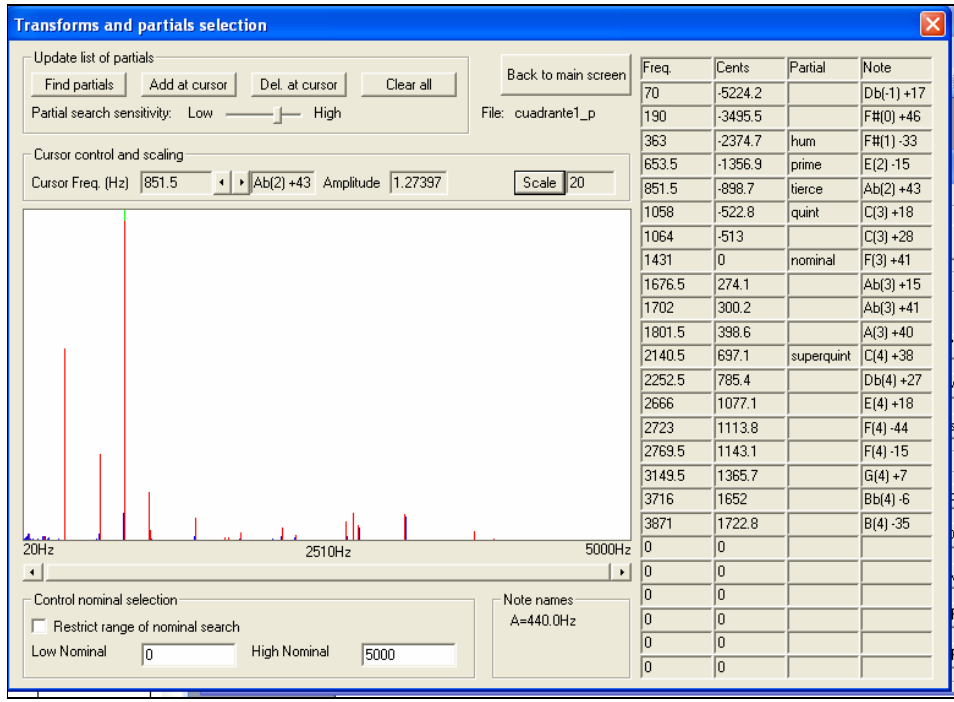 Transforms and partials selection
Update list of partials
Find partials Add at cursor Del. at cursor Clear all
Partial search sensitivity: Low High
Back to main screen
File: cuadrante1_p
Cursor control and scaling
Cursor Freq. (Hz) 851.5 Ab(2) +43 Amplitude 1.27397 Scale 20
20Hz 2510Hz 5000Hz
Control nominal selection
Restrict range of nominal search
Low Nominal 0 High Nominal 5000
Note names
A=440.0Hz
Freq. Cents Partial Note
70 -5224.2 Db(-1) +17
190 -3495.5 F#(0) +46
363 -2374.7 hum F#(1) -33
653.5 -1356.9 prime E(2) -15
851.5 -898.7 tierce Ab(2) +43
1058 -522.8 quint C(3) +18
1064 -513 C(3) +28
1431 0 nominal F(3) +41
1676.5 274.1 Ab(3) +15
1702 300.2 Ab(3) +41
1801.5 398.6 A(3) +40
2140.5 697.1 superquint C(4) +38
2252.5 785.4 Db(4) +27
2666 1077.1 E(4) +18
2723 1113.8 F(4) -44
2769.5 1143.1 F(4) -15
3149.5 1365.7 G(4) +7
3716 1652 Bb(4) -6
3871 1722.8 B(4) -35
0 0
0 0
0 0
0 0
0 0
0 0